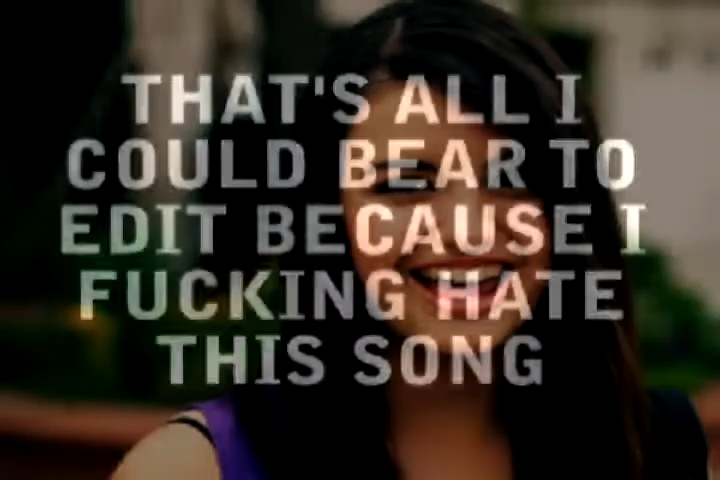 THAT'S ALL I
COULD BEAR TO
EDIT BECAUSE I
FUCKING HATE
THIS SONG